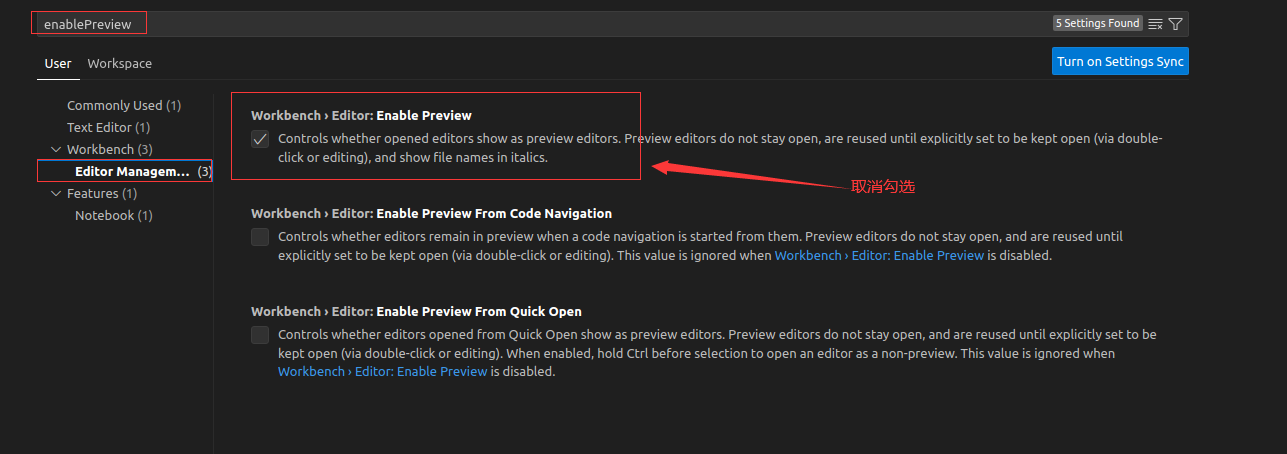 enablePreview
5 Settings Found
User
Workspace
Turn on Settings Sync
Commonly Used (1)
Text Editor (1)
Workbench (3)
Editor Managem... (3)
Features (1)
Notebook (1)
Workbench › Editor: Enable Preview
Controls whether opened editors show as preview editors. Preview editors do not stay open, are reused until explicitly set to be kept open (via double-
click or editing), and show file names in italics.
取消勾选
Workbench › Editor: Enable Preview From Code Navigation
Controls whether editors remain in preview when a code navigation is started from them. Preview editors do not stay open, and are reused until
explicitly set to be kept open (via double-click or editing). This value is ignored when Workbench › Editor: Enable Preview is disabled.
Workbench › Editor: Enable Preview From Quick Open
Controls whether editors opened from Quick Open show as preview editors. Preview editors do not stay open, and are reused until explicitly set to be
kept open (via double-click or editing). When enabled, hold Ctrl before selection to open an editor as a non-preview. This value is ignored when
Workbench › Editor: Enable Preview is disabled.